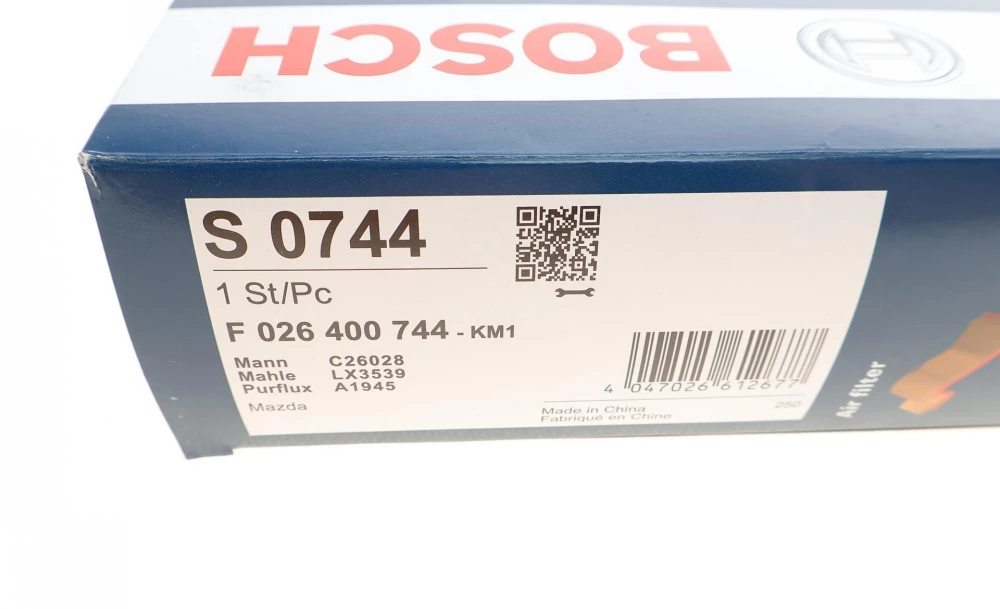 BOSCH
S 0744
1 St/Pc
F 026 400 744 - KM1
Mann C26028
Mahle LX3539
Purflux A1945
Mazda
4 047026 612677
Made in China
Fabriqué en Chine
250
Air filter